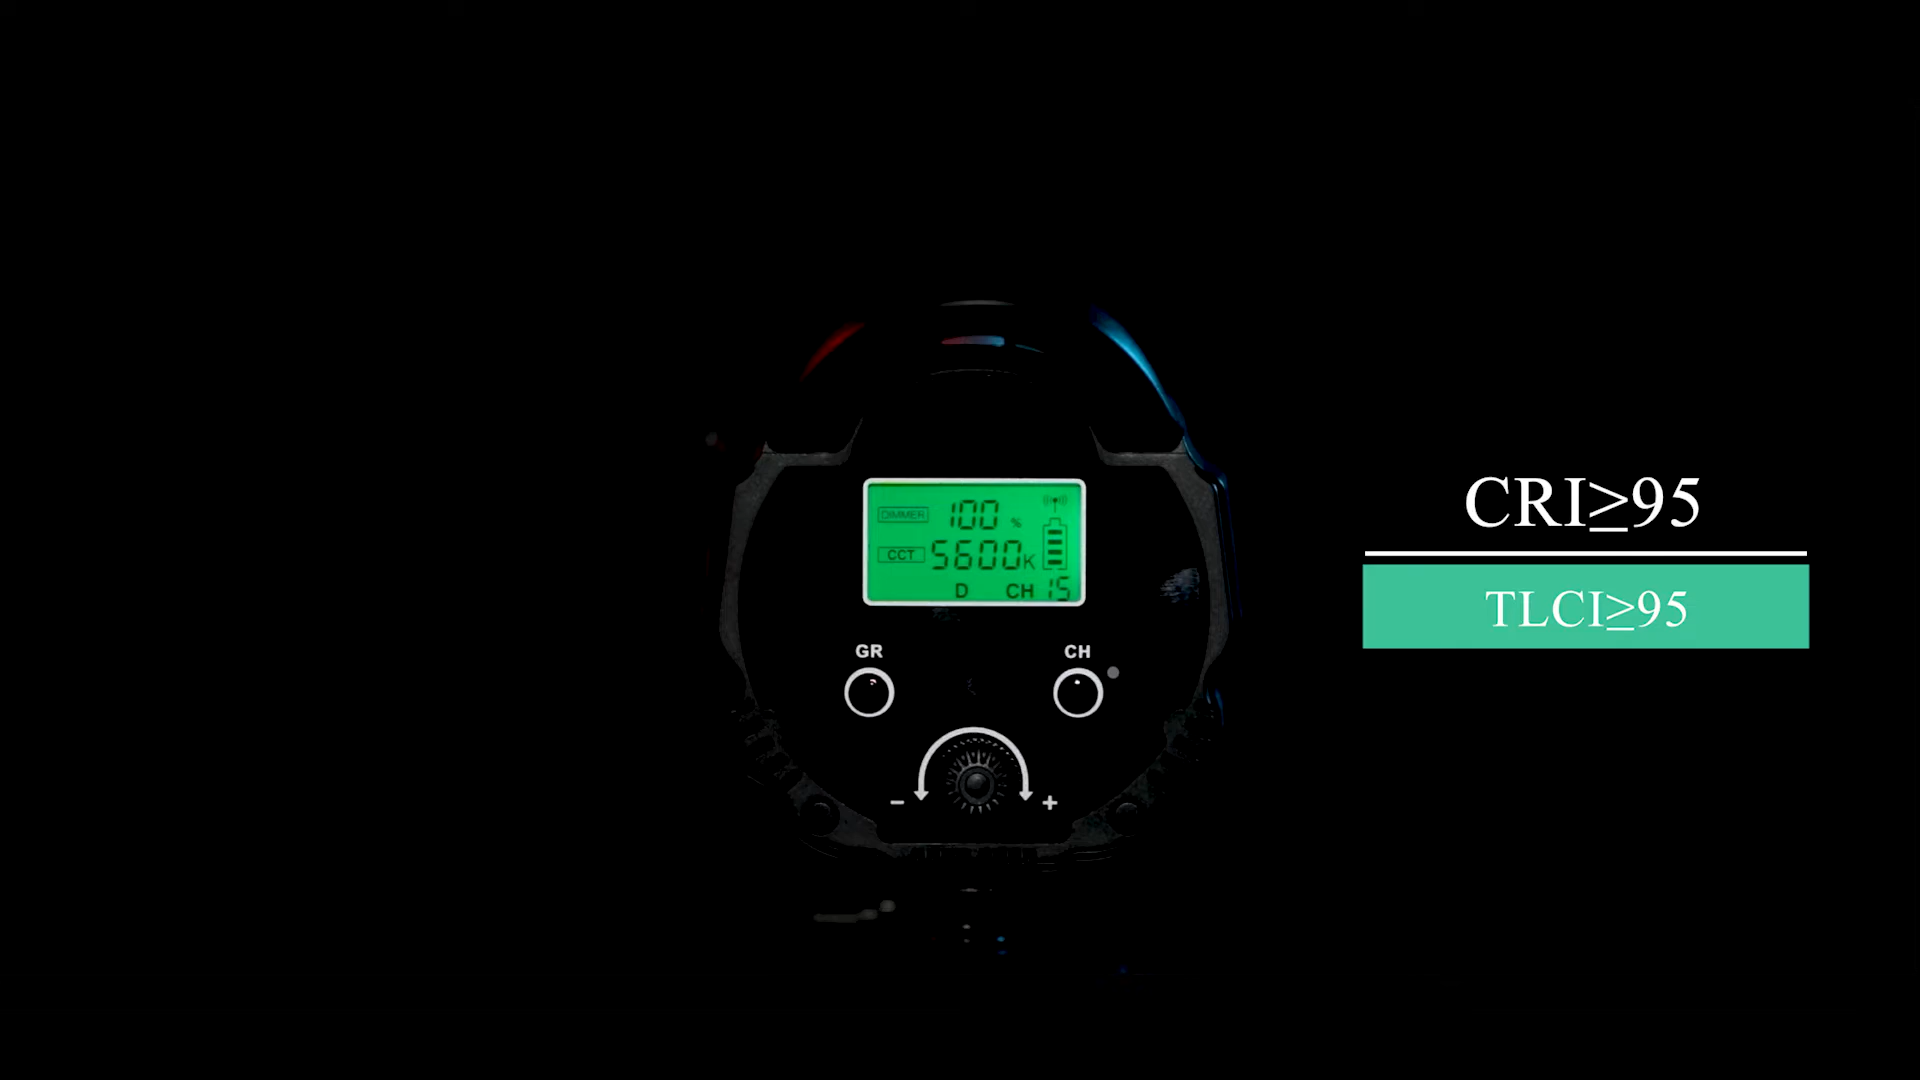 DIMMER 100 %
CCT 5600K
D CH 15
GR CH
- +
CRI≥95
TLCI≥95